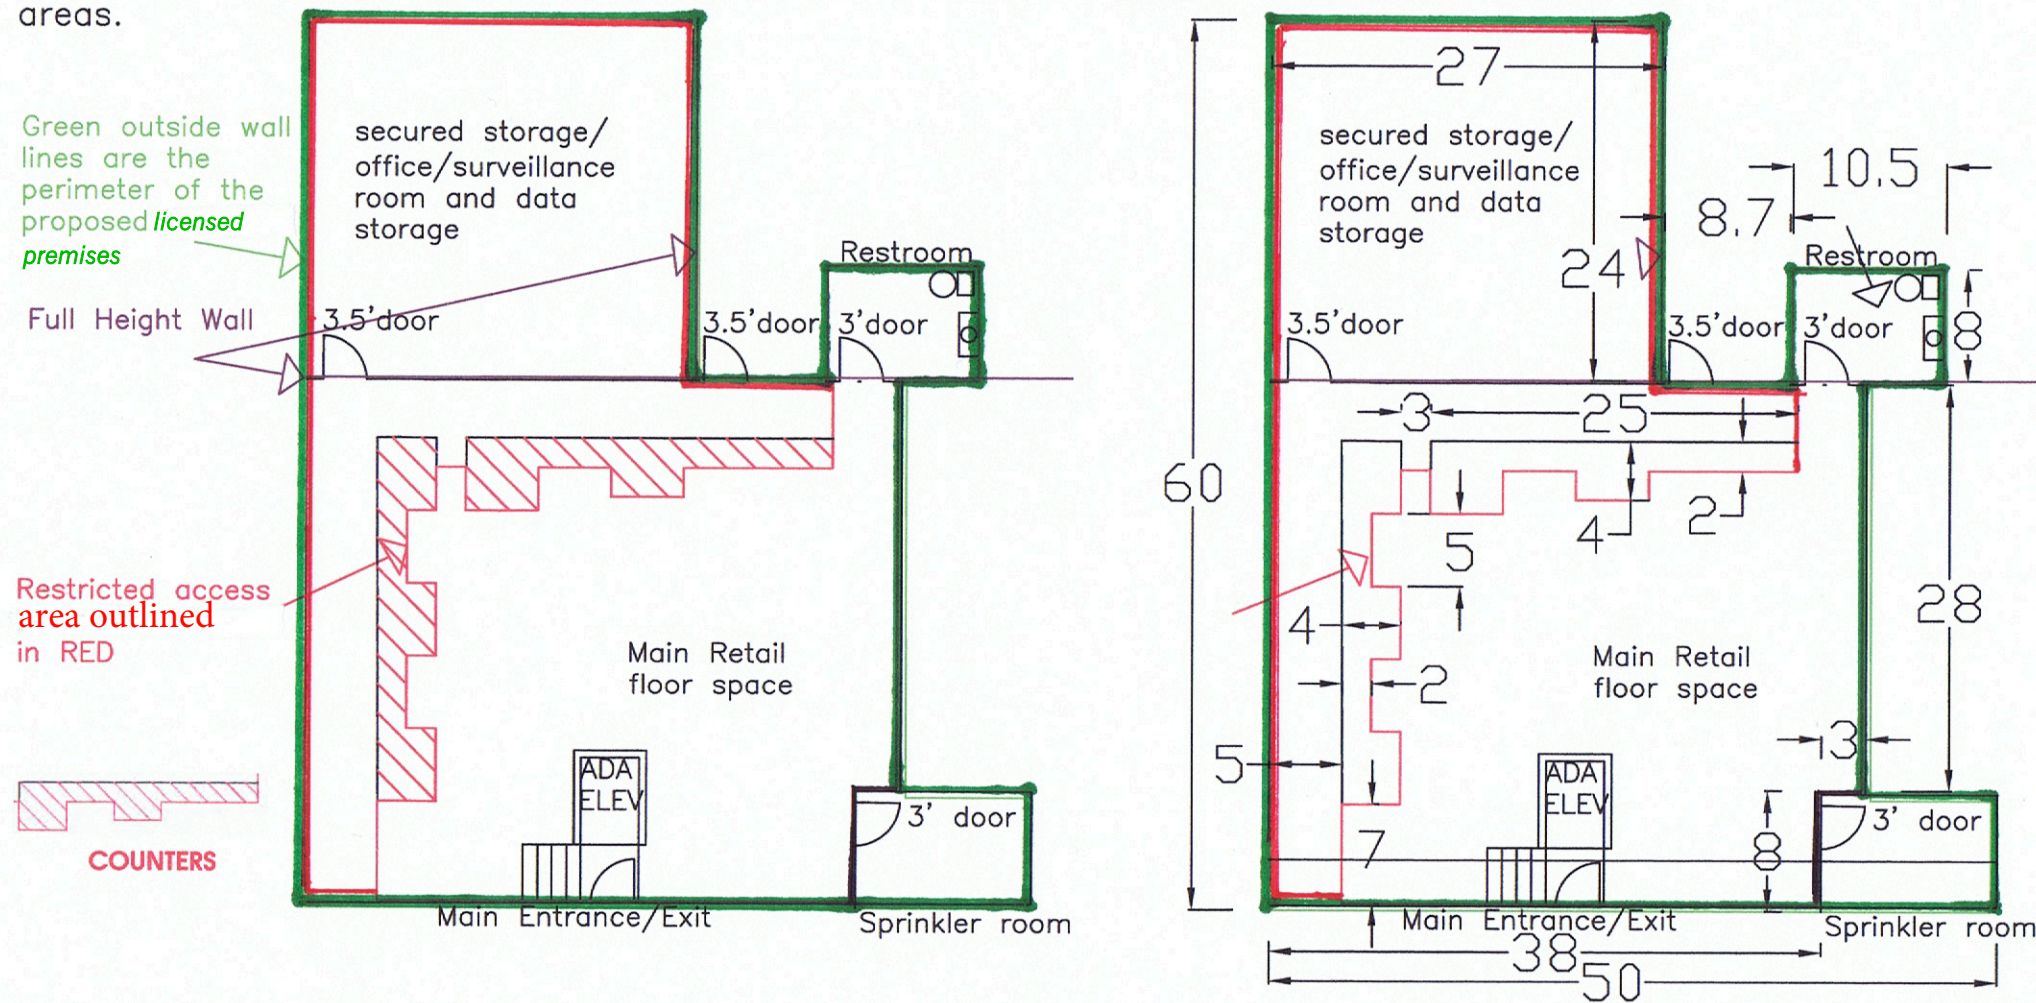 areas.
Green outside wall
lines are the
perimeter of the
proposed licensed
premises
Full Height Wall
Restricted access
area outlined
in RED
COUNTERS
secured storage/
office/surveillance
room and data
storage
Restroom
3.5'door
3.5'door
3'door
Main Retail
floor space
ADA
ELEV
3' door
Main Entrance/Exit
Sprinkler room
27
secured storage/
office/surveillance
room and data
storage
10.5
8.7
Restroom
24
3.5'door
3.5'door
3'door
8
3
25
60
2
4
5
28
4
Main Retail
floor space
2
13
5
ADA
ELEV
3' door
7
8
Main Entrance/Exit
Sprinkler room
38
50